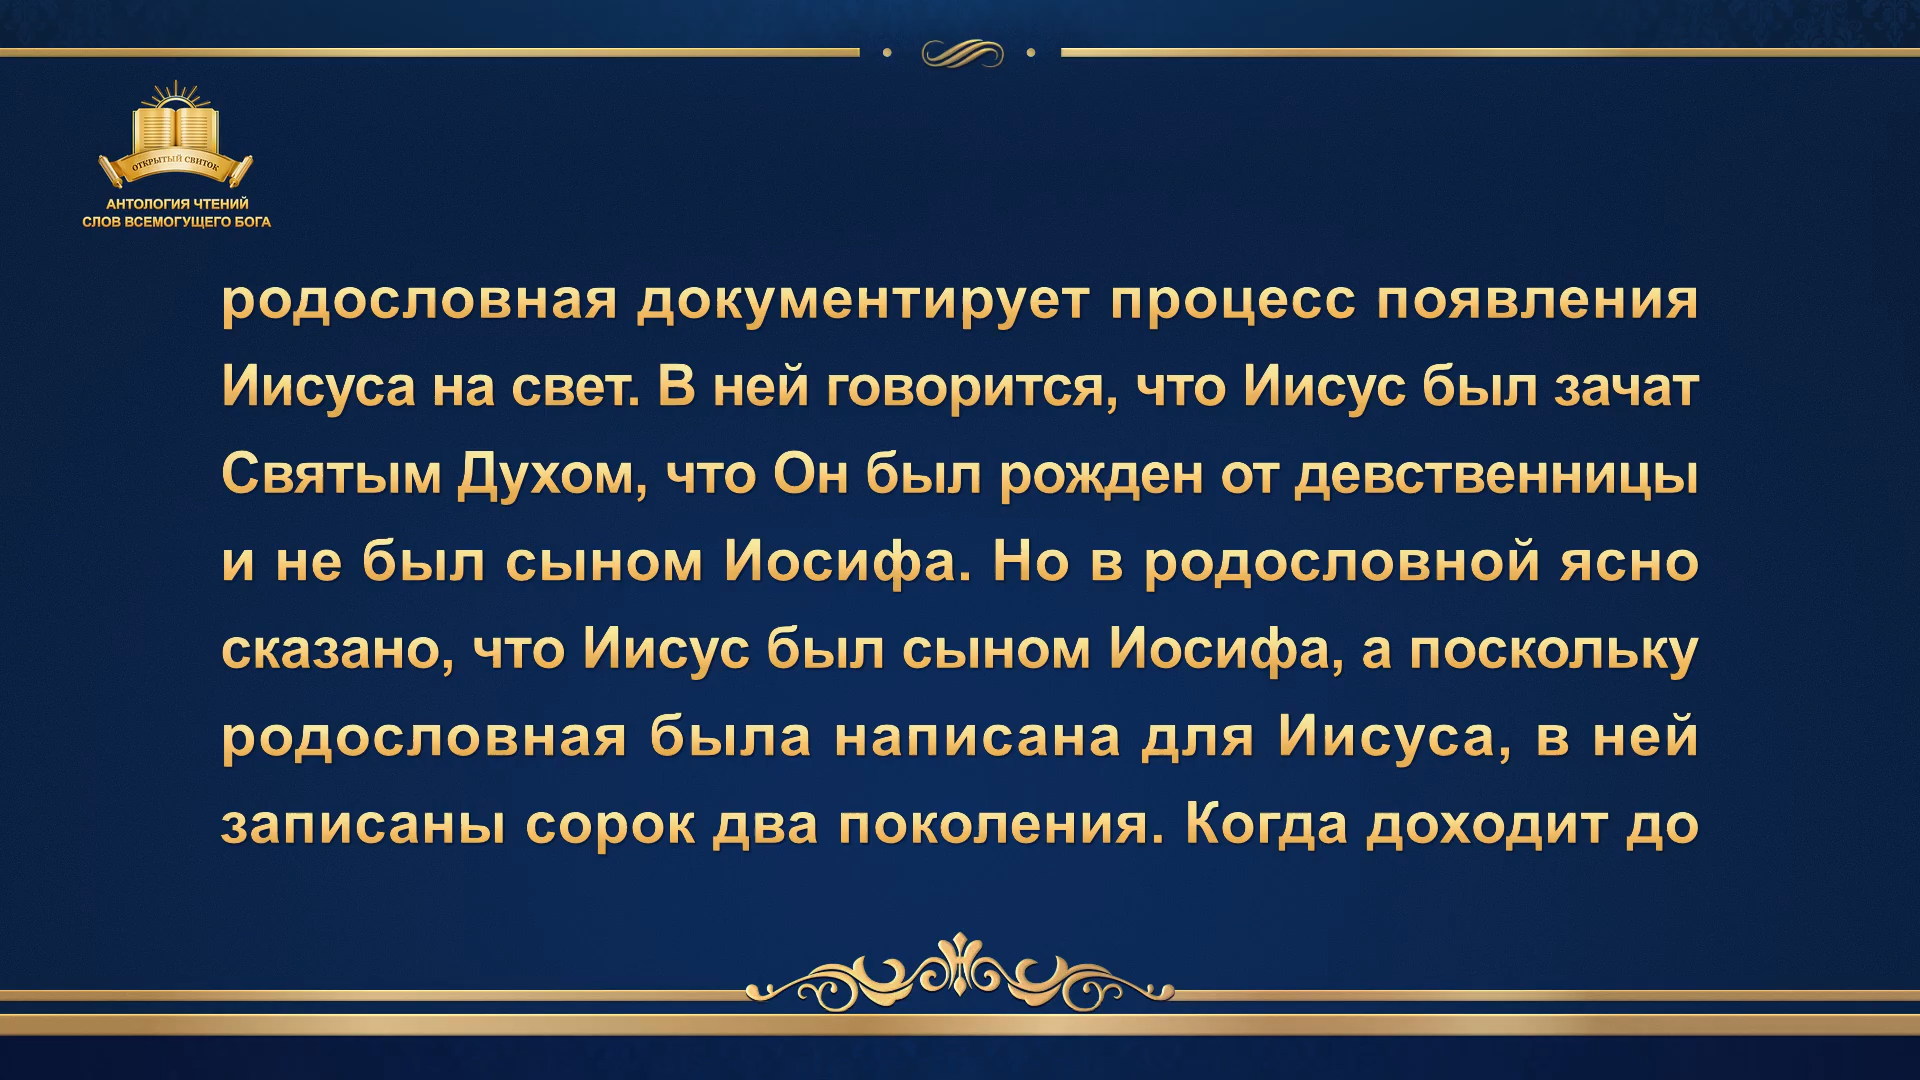 ОТКРЫТЫЙ СВИТОК
АНТОЛОГИЯ ЧТЕНИЙ
СЛОВ ВСЕМОГУЩЕГО БОГА
родословная документирует процесс появления
Иисуса на свет. В ней говорится, что Иисус был зачат
Святым Духом, что Он был рожден от девственницы
и не был сыном Иосифа. Но в родословной ясно
сказано, что Иисус был сыном Иосифа, а поскольку
родословная была написана для Иисуса, в ней
записаны сорок два поколения. Когда доходит до